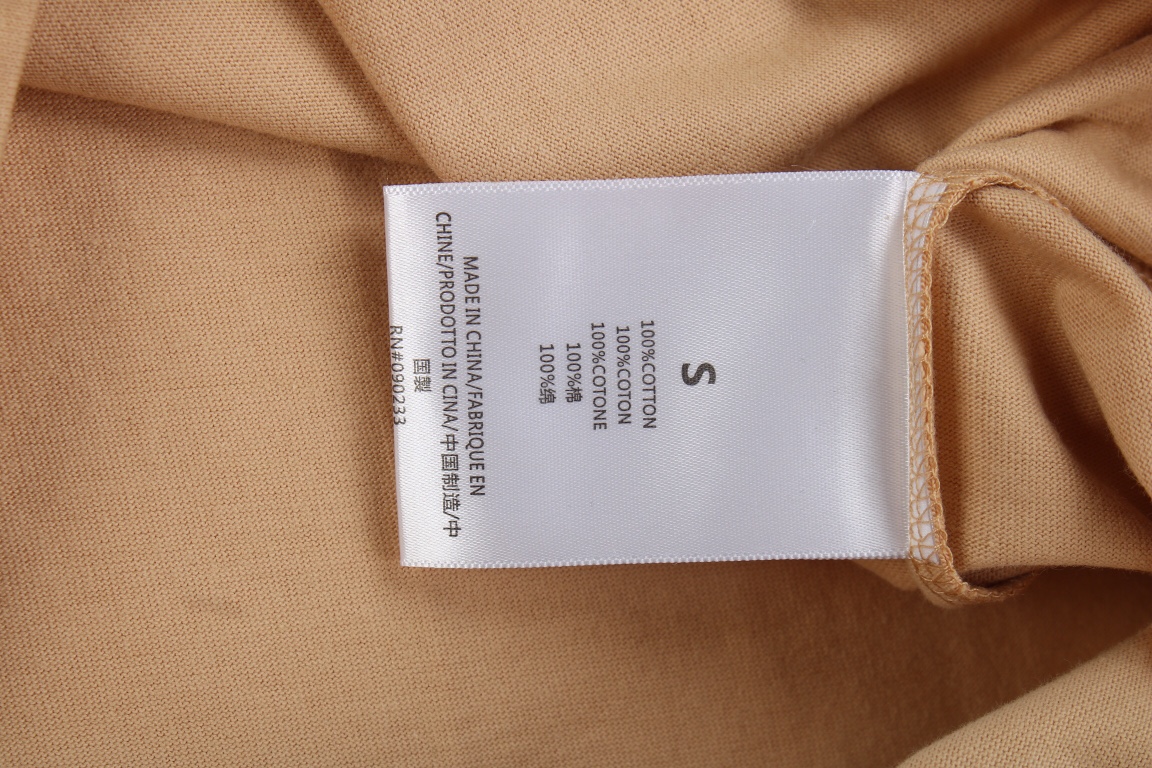 S
100%COTTON
100%COTON
100%COTONE
100%棉
100%绵
MADE IN CHINA/FABRIQUE EN
CHINE/PRODOTTO IN CINA/中国制造/中
国製
RN#090233